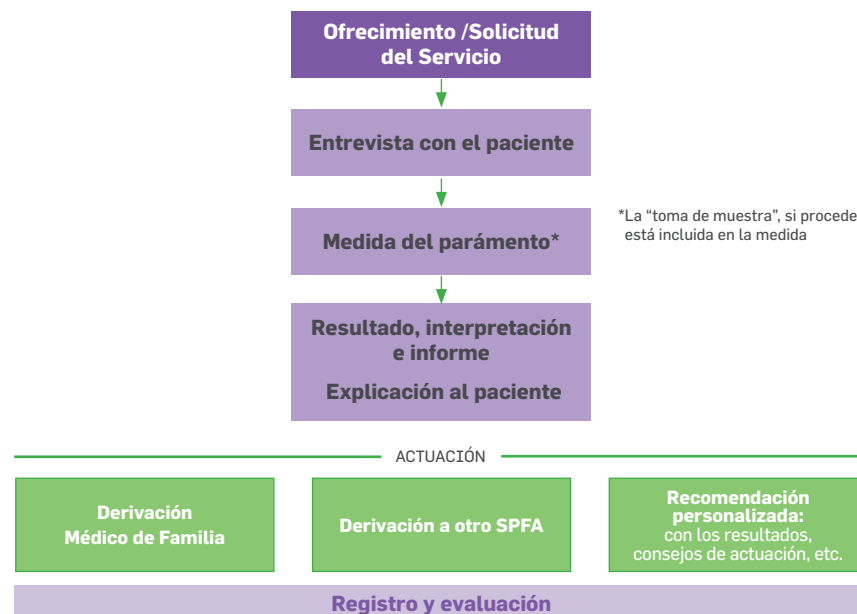 Ofrecimiento /Solicitud
del Servicio
Entrevista con el paciente
Medida del parámento*
*La “toma de muestra”, si procede
está incluida en la medida
Resultado, interpretación
e informe
Explicación al paciente
ACTUACIÓN
Derivación
Médico de Familia
Derivación a otro SPFA
Recomendación
personalizada:
con los resultados,
consejos de actuación, etc.
Registro y evaluación